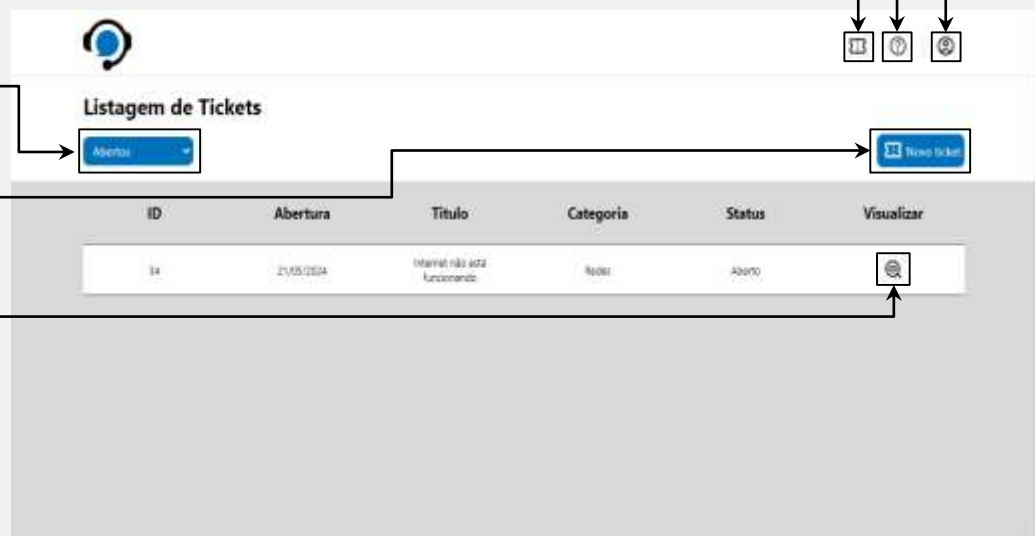 Listagem de Tickets
Abertos
Novo ticket
ID Abertura Título Categoria Status Visualizar
34 21/05/2024 Internet não está funcionando Redes Aberto